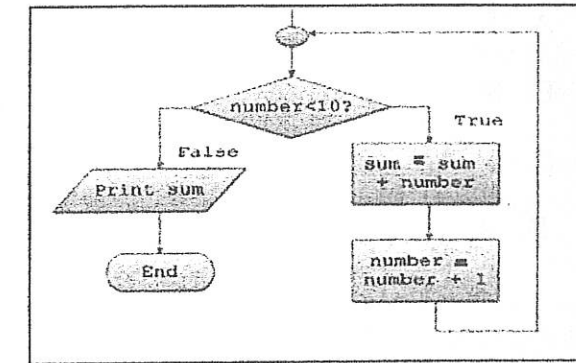 number<10?
True
False
sum = sum
+ number
Print sum
number =
number + 1
End